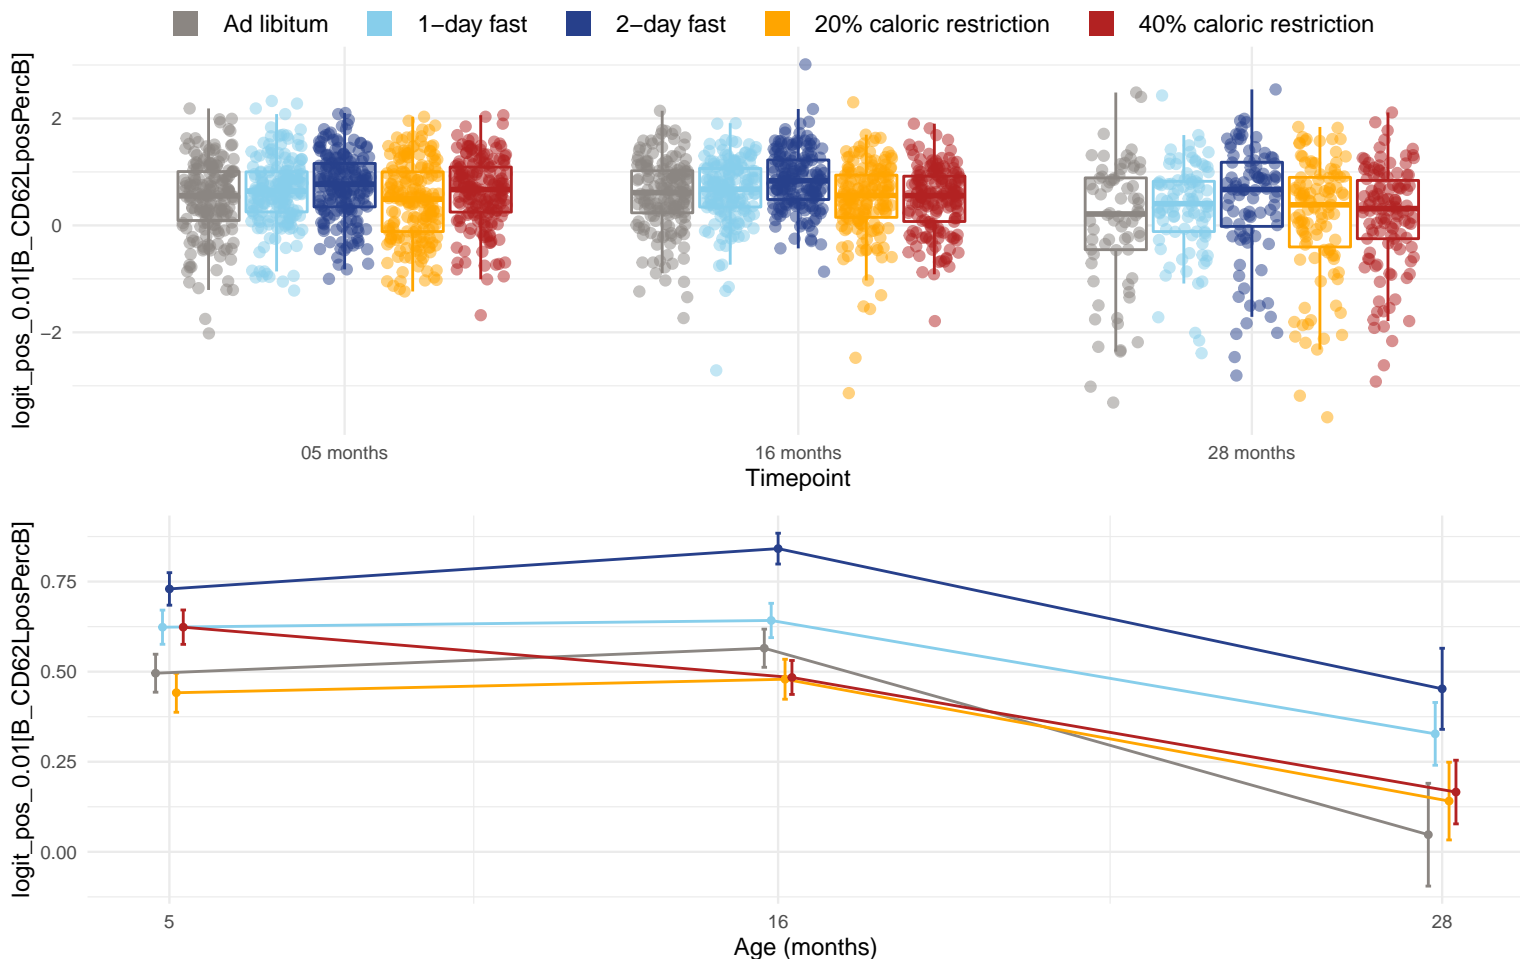 Ad libitum 1−day fast 2−day fast 20% caloric restriction 40% caloric restriction
logit_pos_0.01[B_CD62LposPercB]
2
0
−2
05 months 16 months 28 months
Timepoint
logit_pos_0.01[B_CD62LposPercB]
0.75
0.50
0.25
0.00
5 16 28
Age (months)